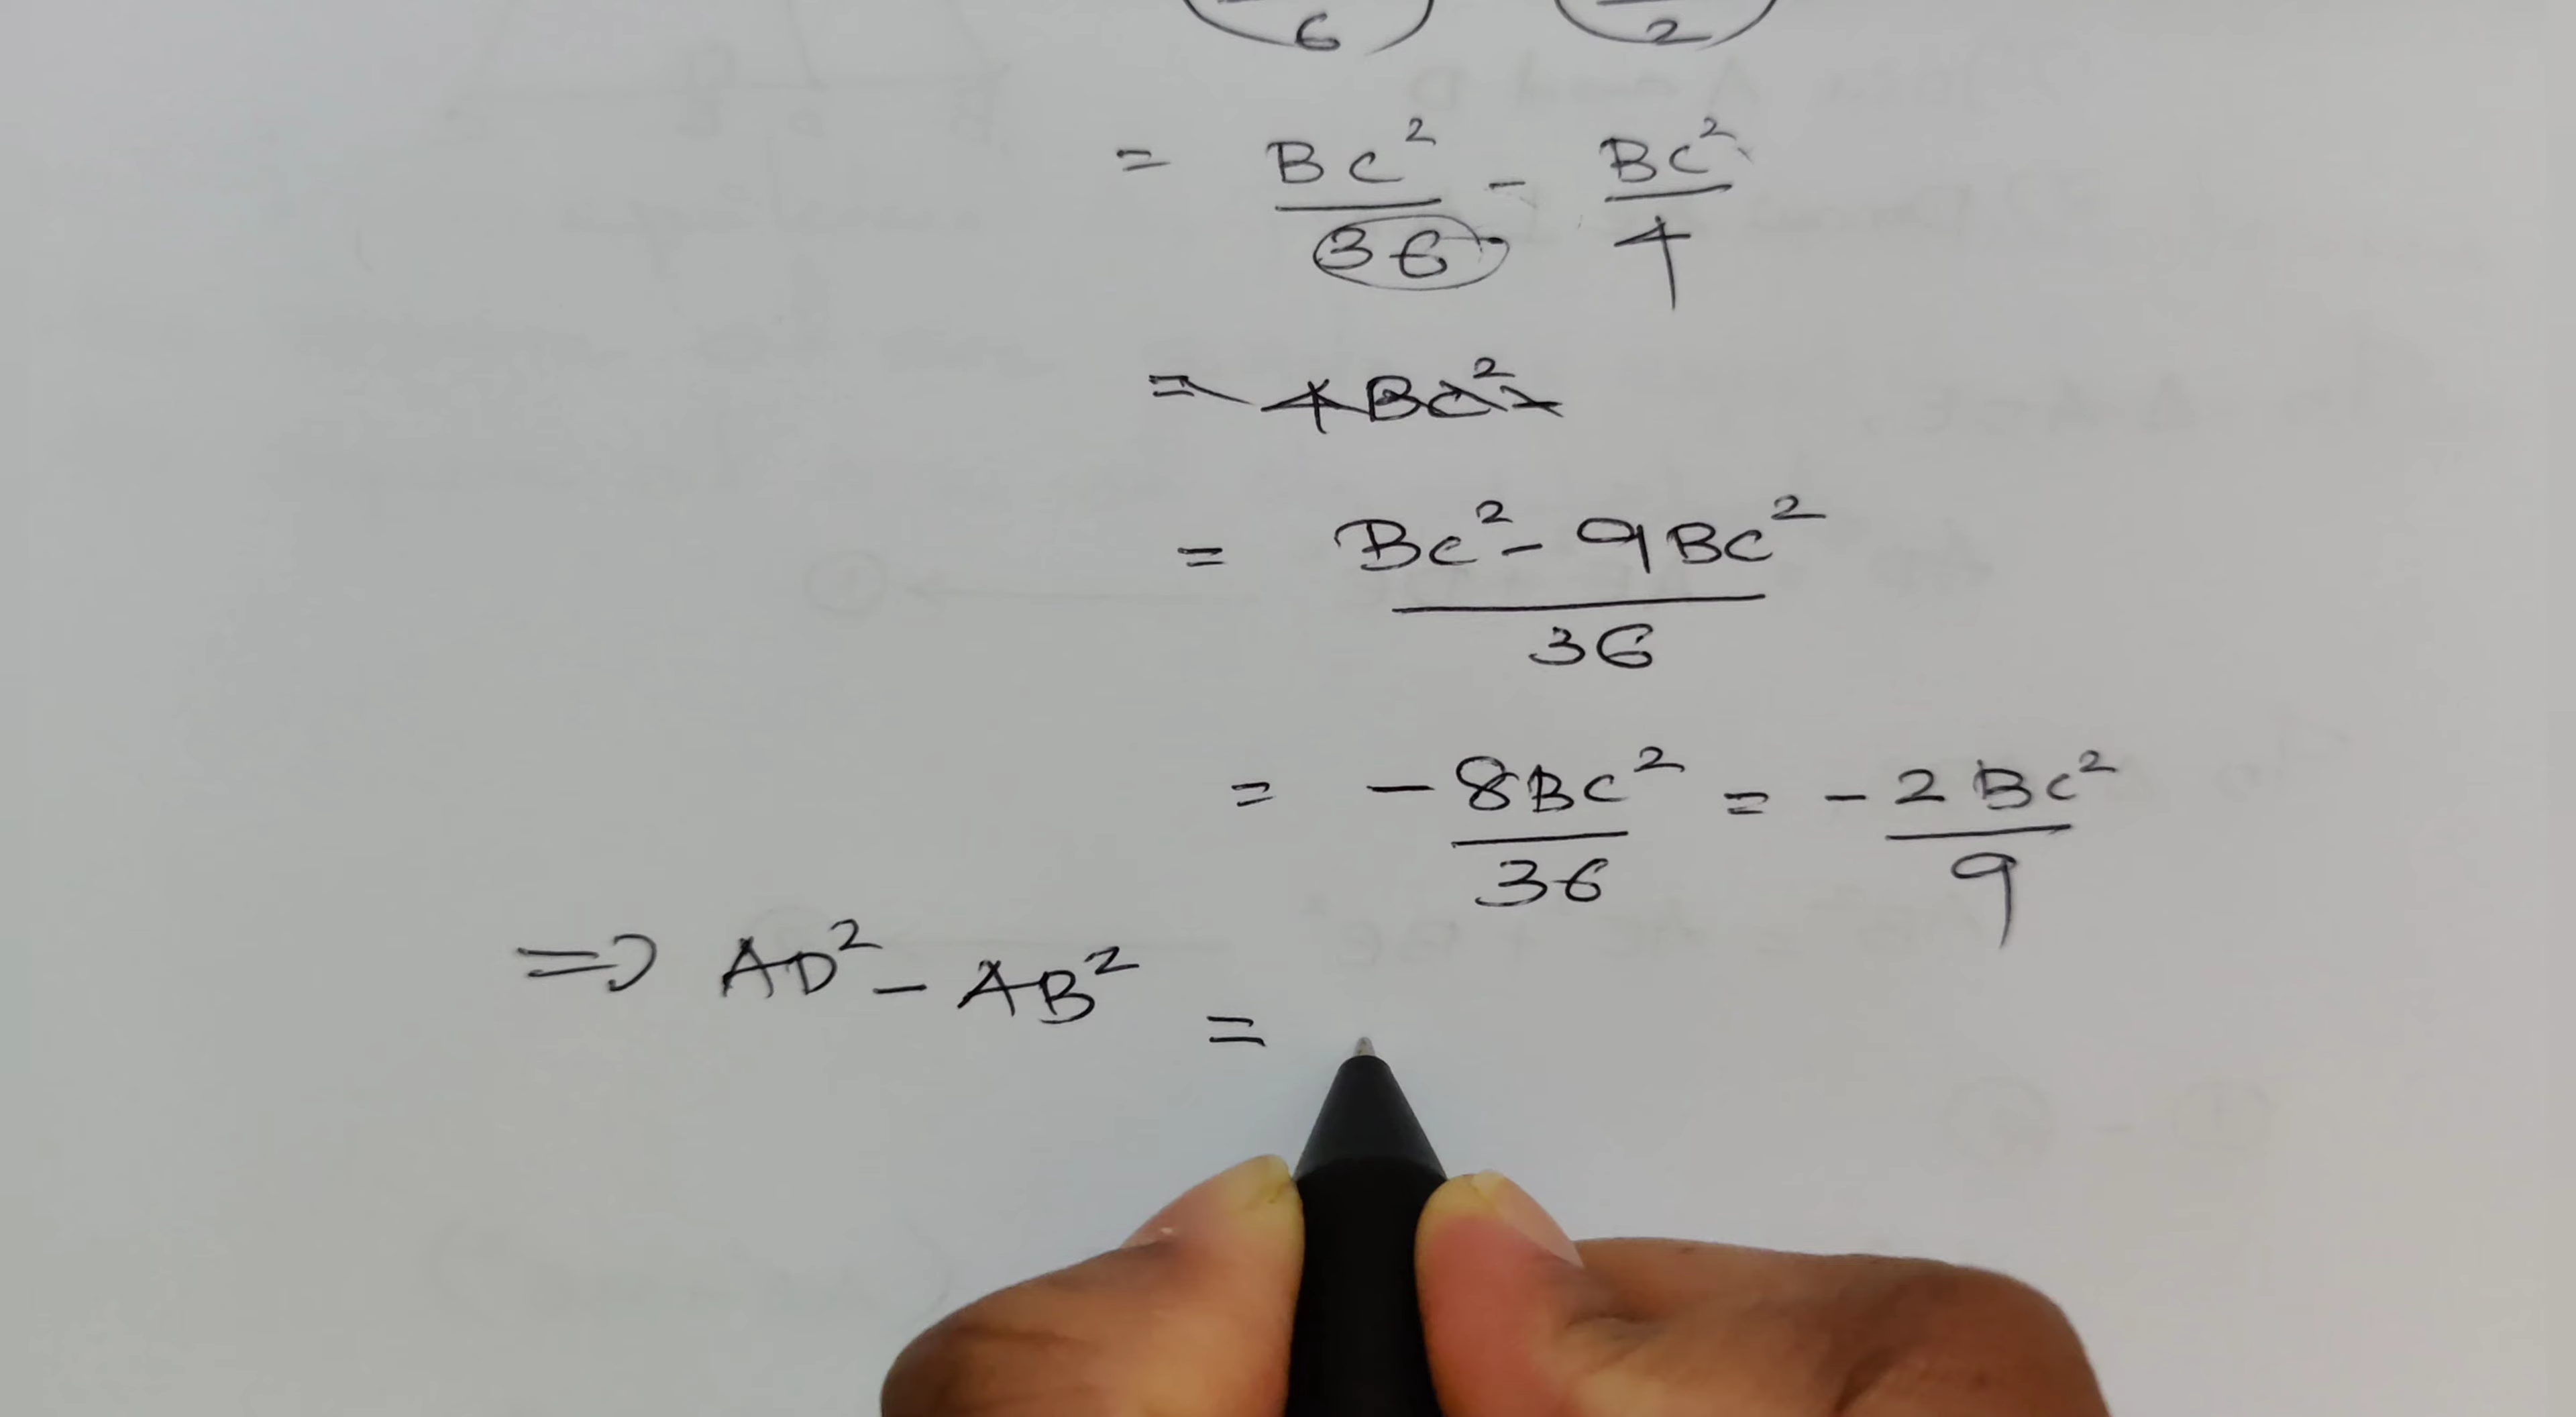 6 2
= BC²/36 - BC²/4
= 4BC² -
= BC² - 9BC²/36
= -8BC²/36 = -2BC²/9
=> AD² - AB² =